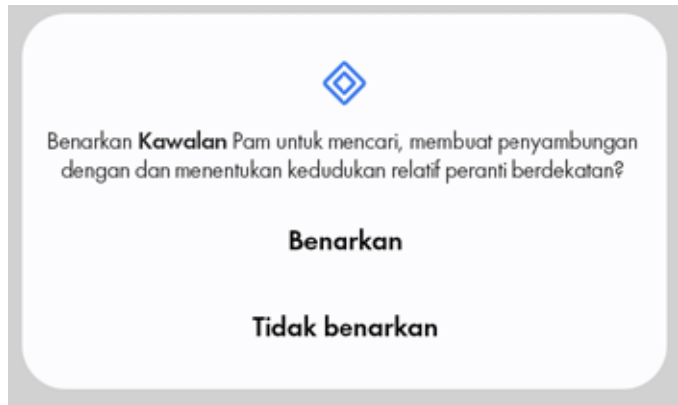 Benarkan Kawalan Pam untuk mencari, membuat penyambungan
dengan dan menentukan kedudukan relatif peranti berdekatan?
Benarkan
Tidak benarkan